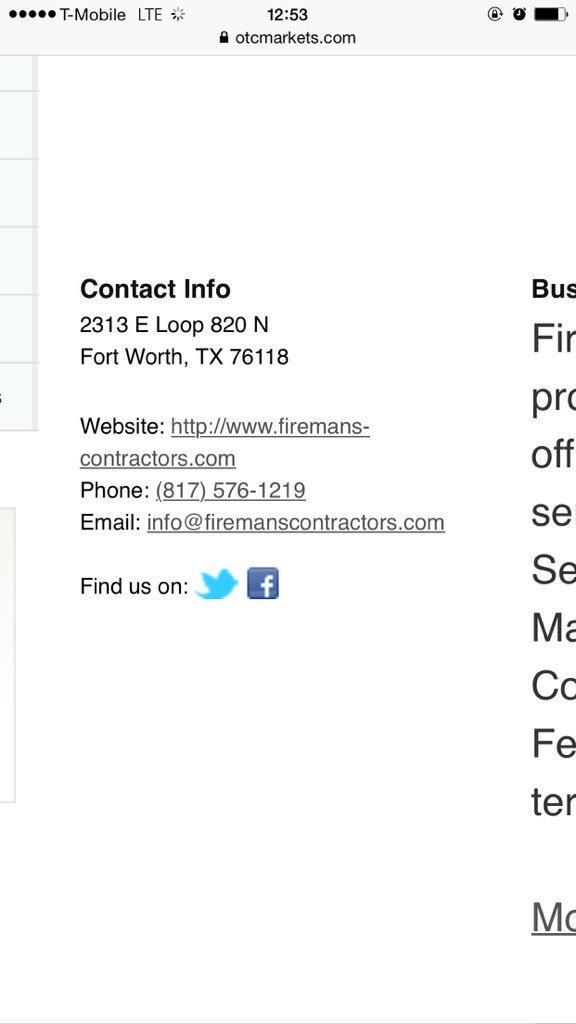 T-Mobile LTE 12:53
otcmarkets.com
Contact Info
2313 E Loop 820 N
Fort Worth, TX 76118
Website: http://www.firemans-
contractors.com
Phone: (817) 576-1219
Email: info@firemanscontractors.com
Find us on:
Bus
Fir
pro
off
ser
Se
Ma
Co
Fe
ter
Mo